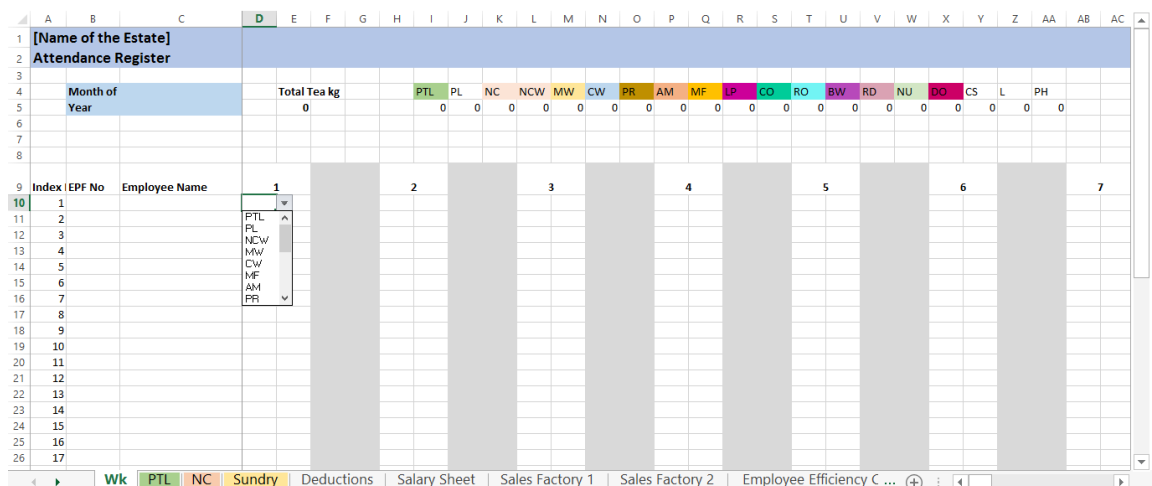 A B C D E F G H I J K L M N O P Q R S T U V W X Y Z AA AB AC
1 [Name of the Estate]
2 Attendance Register
3
4 Month of Total Tea kg PTL PL NC NCW MW CW PR AM MF LP CO RO BW RD NU DO CS L PH
5 Year 0 0 0 0 0 0 0 0 0 0 0 0 0 0 0 0 0 0 0 0
6
7
8
9 Index EPF No Employee Name 1 2 3 4 5 6 7
10 1
11 2 PTL
12 3 PL
13 4 NCW
14 5 MW
15 6 CW
16 7 MF
17 8 AM
18 9 PR
19 10
20 11
21 12
22 13
23 14
24 15
25 16
26 17
Wk PTL NC Sundry Deductions Salary Sheet Sales Factory 1 Sales Factory 2 Employee Efficiency C ...